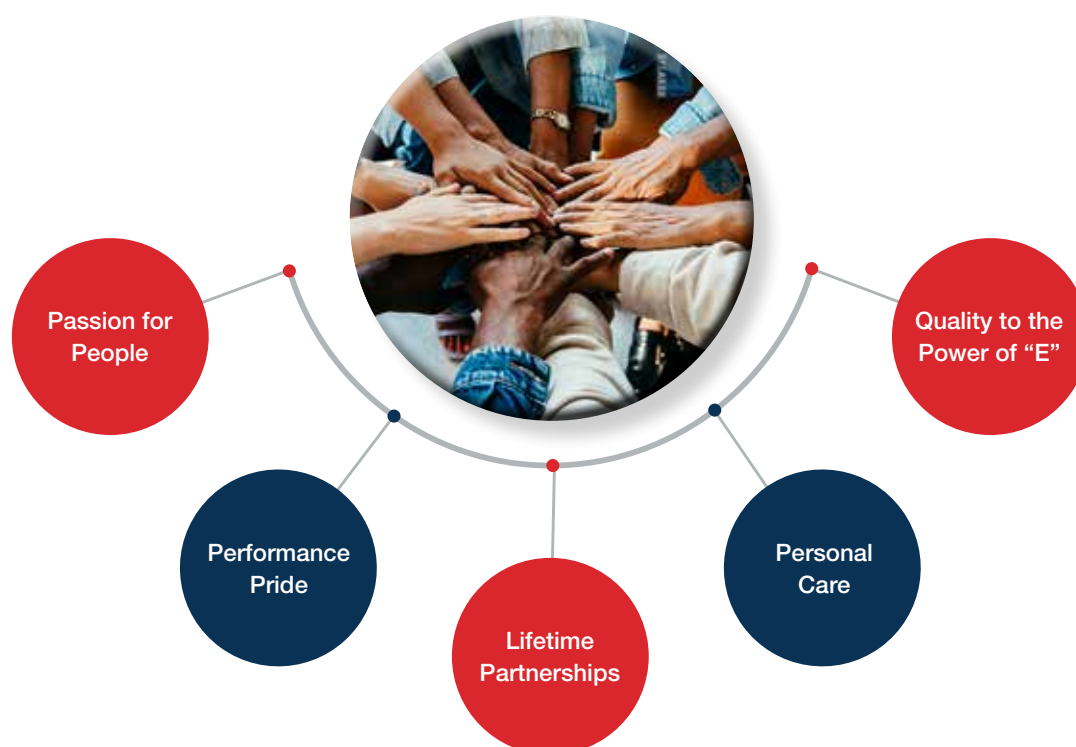 Passion for
People
Performance
Pride
Lifetime
Partnerships
Personal
Care
Quality to the
Power of “E”